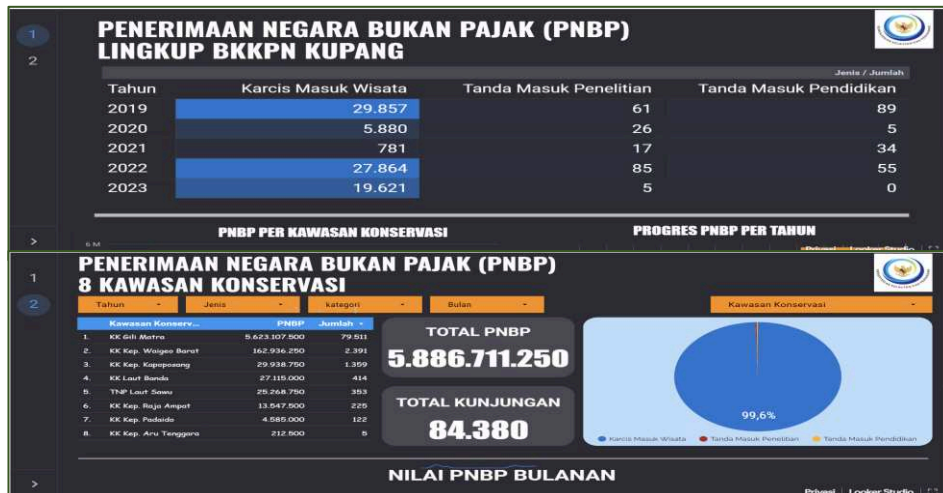 1
2
PENERIMAAN NEGARA BUKAN PAJAK (PNBP)
LINGKUP BKKPN KUPANG
Jenis / Jumlah
Tahun Karcis Masuk Wisata Tanda Masuk Penelitian Tanda Masuk Pendidikan
2019 29.857 61 89
2020 5.880 26 5
2021 781 17 34
2022 27.864 85 55
2023 19.621 5 0
PNBP PER KAWASAN KONSERVASI PROGRES PNBP PER TAHUN
>
6 M
Privasi Looker Studio
1
2
PENERIMAAN NEGARA BUKAN PAJAK (PNBP)
8 KAWASAN KONSERVASI
Tahun Jenis kategori Bulan Kawasan Konservasi
Kawasan Konserv... PNBP Jumlah
1. KK Gili Matra 5.623.107.500 79.511
2. KK Kep. Waigeo Barat 162.936.250 2.391
3. KK Kep. Kapoposang 29.938.750 1.359
4. KK Laut Banda 27.115.000 414
5. TNP Laut Sawu 25.268.750 353
6. KK Kep. Raja Ampat 13.547.500 225
7. KK Kep. Padaido 4.585.000 122
8. KK Kep. Aru Tenggara 212.500 5
TOTAL PNBP
5.886.711.250
TOTAL KUNJUNGAN
84.380
99,6%
Karcis Masuk Wisata Tanda Masuk Penelitian Tanda Masuk Pendidikan
NILAI PNBP BULANAN
>
Privasi Looker Studio